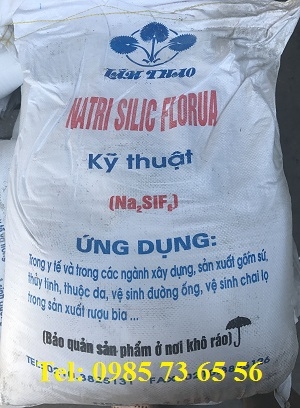 TÂN THAO
NATRI SILIC FLORUA
Kỹ thuật
(Na₂SiF₆)
ỨNG DỤNG:
Trong y tế và trong các ngành xây dựng, sản xuất gốm sứ,
thủy tinh, thuộc da, vệ sinh đường ống, vệ sinh chai lọ
trong sản xuất rượu bia ...
(Bảo quản sản phẩm ở nơi khô ráo)
Tel: 0985 73 65 56